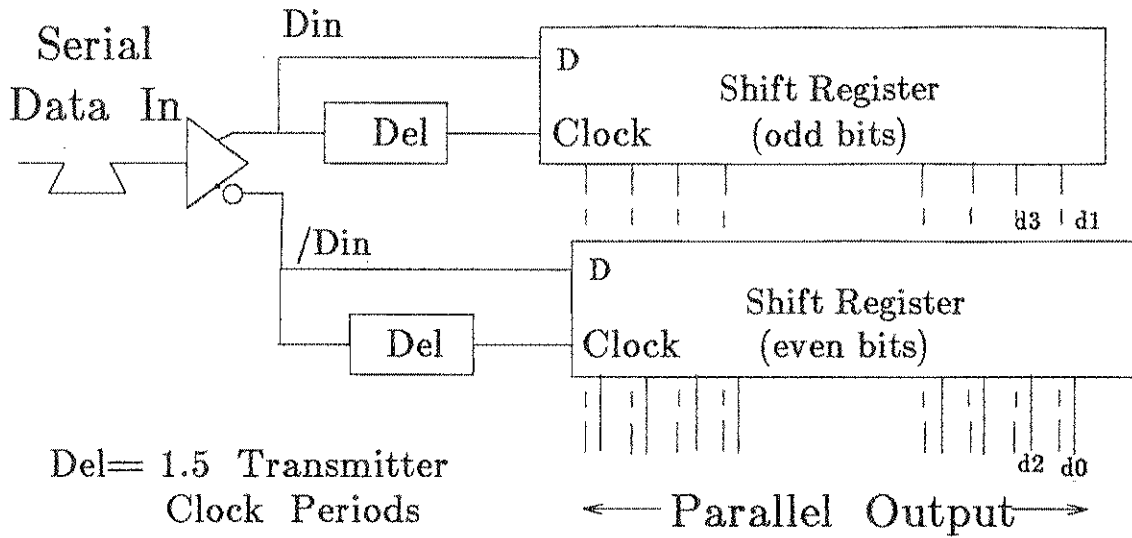 Serial
Data In
Din
D
Shift Register
Del
Clock
(odd bits)
d3 d1
/Din
D
Shift Register
Del
Clock
(even bits)
d2 d0
Del= 1.5 Transmitter
Clock Periods
Parallel Output